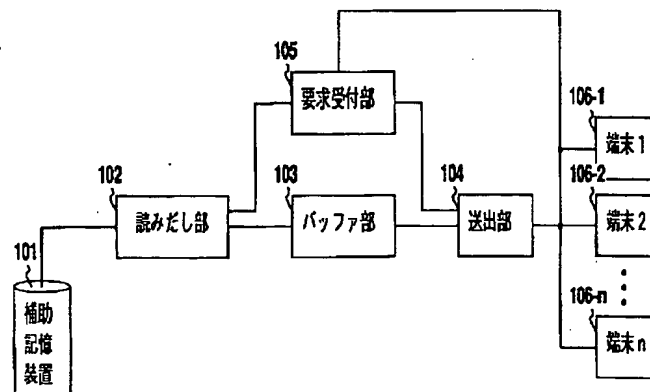 105
要求受付部
106-1
端末1
102
読みだし部
103
バッファ部
104
送出部
106-2
端末2
101
補助
記憶
装置
106-n
端末n